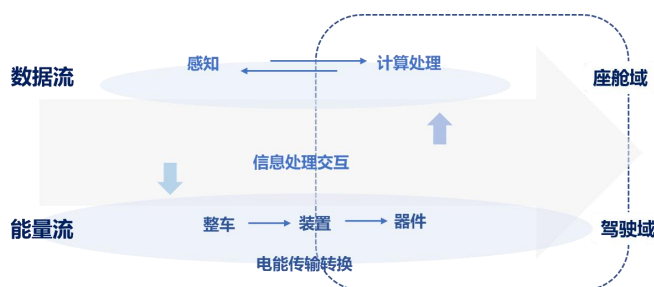 感知
计算处理
数据流
座舱域
信息处理交互
能量流
整车
装置
器件
驾驶域
电能传输转换